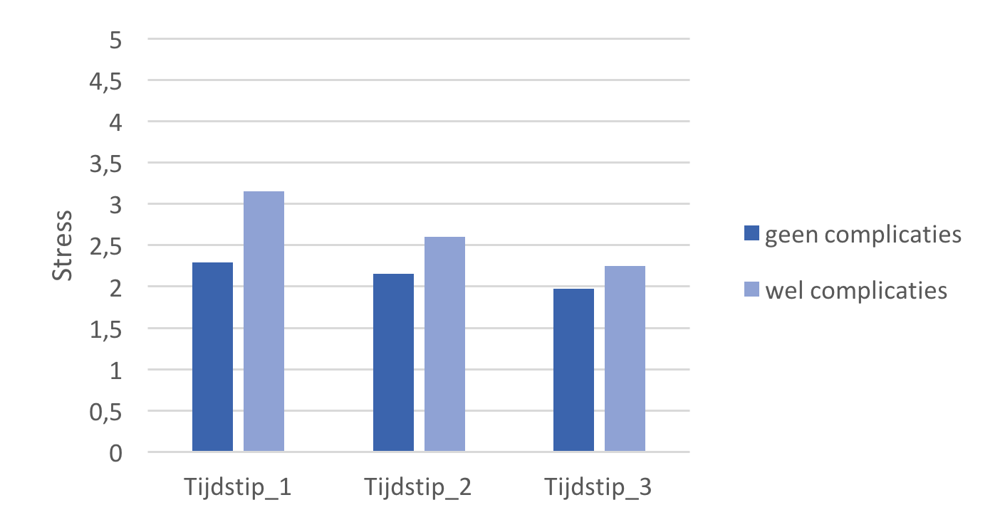 5
4,5
4
3,5
3
2,5
2
1,5
1
0,5
0
Stress
Tijdstip_1 Tijdstip_2 Tijdstip_3
geen complicaties
wel complicaties